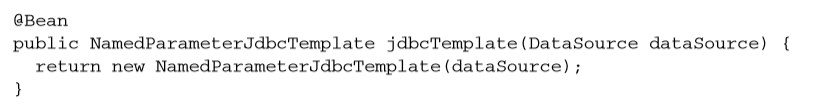 @Bean
public NamedParameterJdbcTemplate jdbcTemplate(DataSource dataSource) {
  return new NamedParameterJdbcTemplate(dataSource);
}